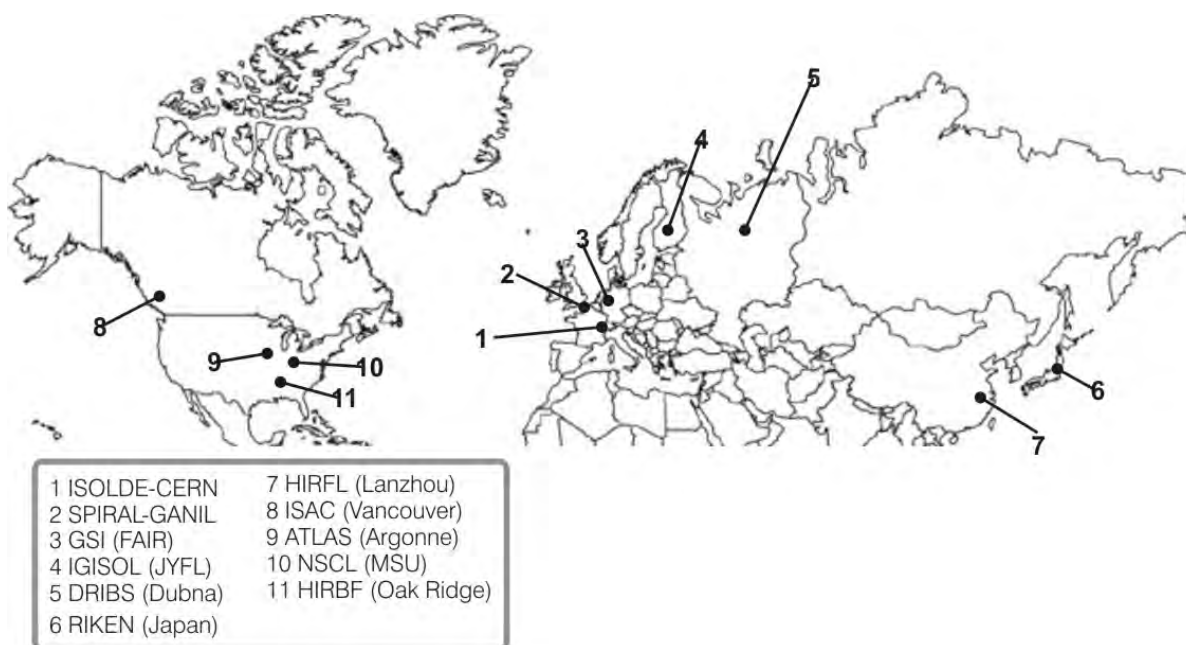 5
4
3
2
8
1
9
10
6
11
7
1 ISOLDE-CERN
2 SPIRAL-GANIL
3 GSI (FAIR)
4 IGISOL (JYFL)
5 DRIBS (Dubna)
6 RIKEN (Japan)
7 HIRFL (Lanzhou)
8 ISAC (Vancouver)
9 ATLAS (Argonne)
10 NSCL (MSU)
11 HIRBF (Oak Ridge)